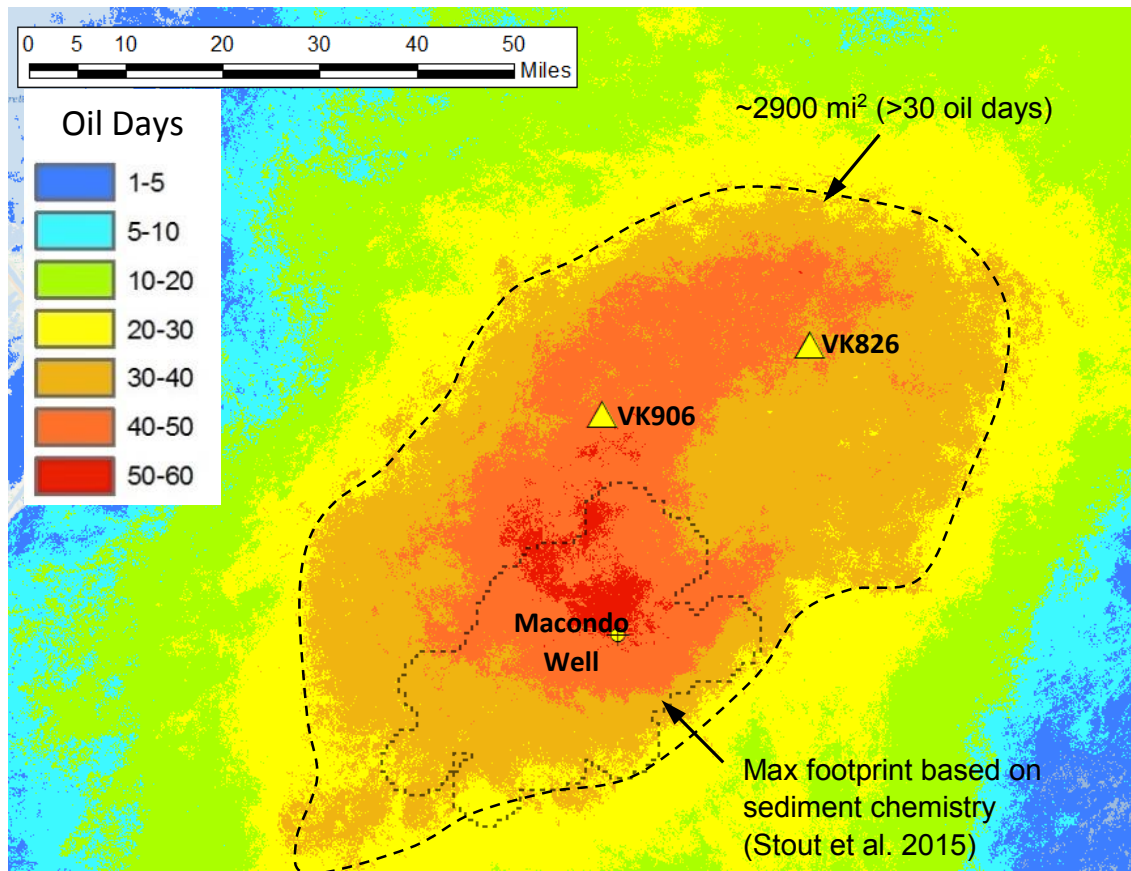 0 5 10 20 30 40 50
Miles
Oil Days
1-5
5-10
10-20
20-30
30-40
40-50
50-60
~2900 mi² (>30 oil days)
VK826
VK906
Macondo
Well
Max footprint based on
sediment chemistry
(Stout et al. 2015)